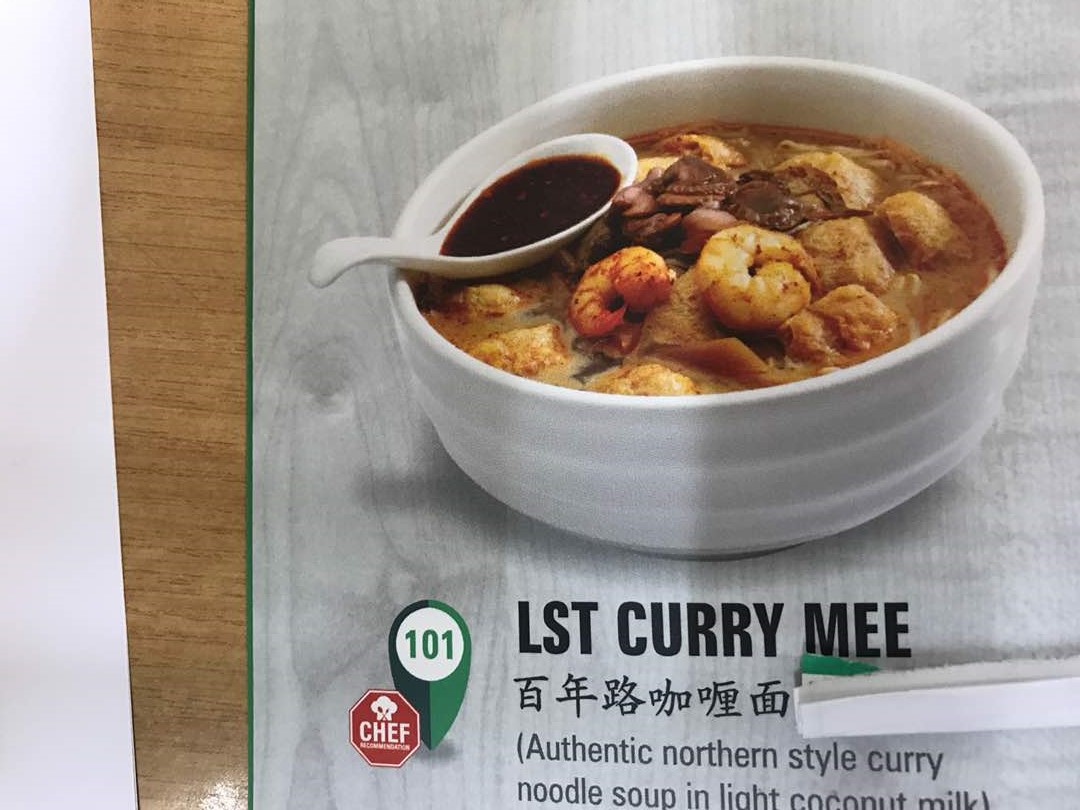 LST CURRY MEE
101
百年路咖喱面
CHEF
RECOMMENDATION
(Authentic northern style curry
noodle soup in light coconut milk)